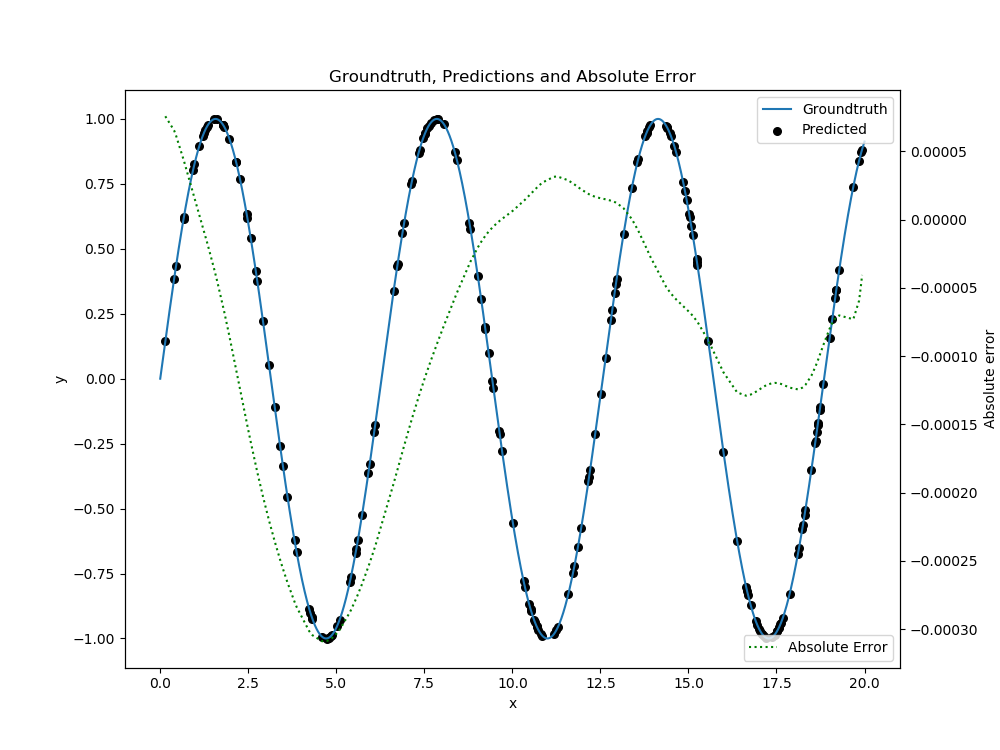 Groundtruth, Predictions and Absolute Error
Groundtruth
Predicted
1.00
0.75
0.50
0.25
0.00
−0.25
−0.50
−0.75
−1.00
y
0.00005
0.00000
−0.00005
−0.00010
−0.00015
−0.00020
−0.00025
−0.00030
Absolute error
Absolute Error
0.0 2.5 5.0 7.5 10.0 12.5 15.0 17.5 20.0
x